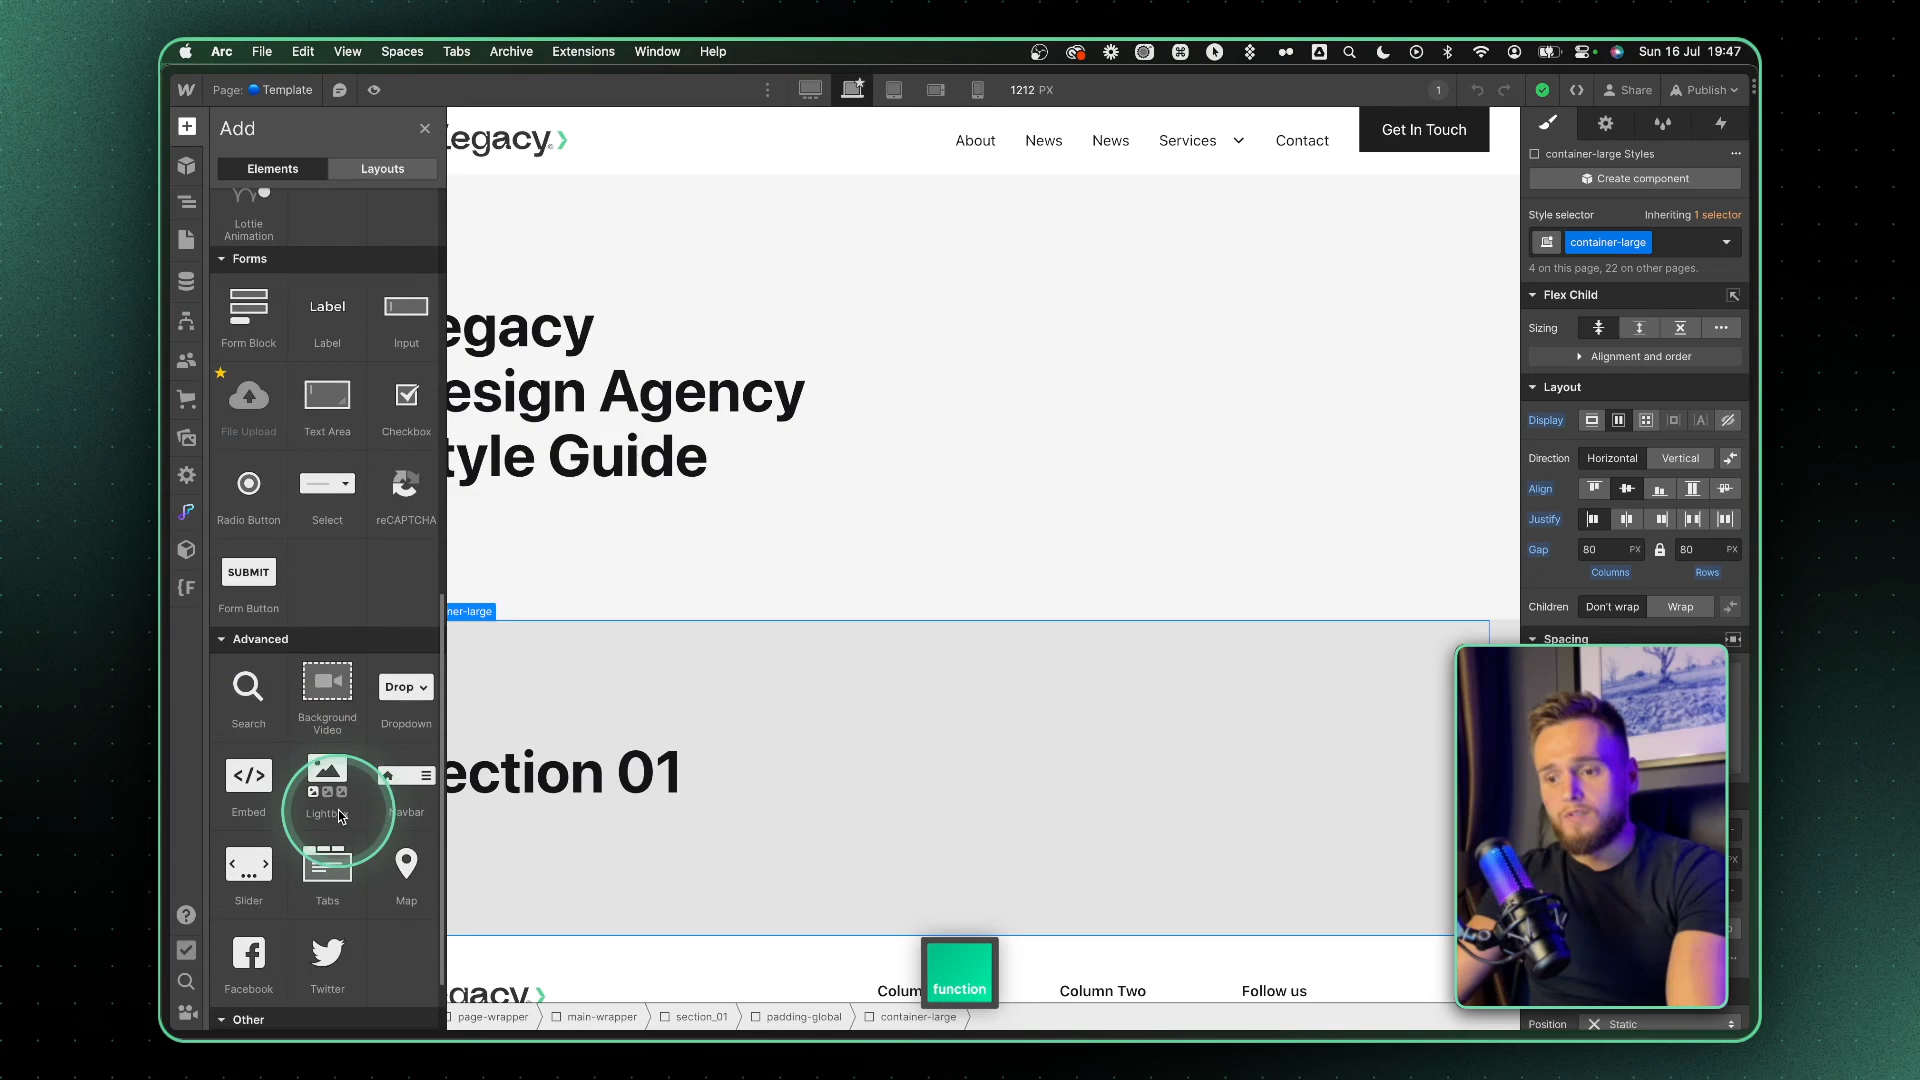 Arc File Edit View Spaces Tabs Archive Extensions Window Help
Sun 16 Jul 19:47
Page: Template
1212 PX
1
Share
Publish
Add
Elements
Layouts
Lottie
Animation
Forms
Form Block
Label
Label
Input
File Upload
Text Area
Checkbox
Radio Button
Select
reCAPTCHA
SUBMIT
Form Button
Advanced
Search
Background
Video
Drop
Dropdown
Embed
Navbar
Slider
Tabs
Map
Facebook
Twitter
Other
Legacy
About News News Services Contact
Get In Touch
egacy
esign Agency
tyle Guide
ner-large
ection 01
gacy
Colum
Column Two
Follow us
function
page-wrapper
main-wrapper
section_01
padding-global
container-large
container-large Styles
Create component
Style selector
Inheriting 1 selector
container-large
4 on this page, 22 on other pages.
Flex Child
Sizing
Alignment and order
Layout
Display
Direction Horizontal Vertical
Align
Justify
Gap 80 PX 80 PX
Columns Rows
Children Don't wrap Wrap
Spacing
Position Static